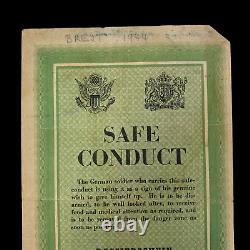 BREST 1944
SAFE
CONDUCT
The German soldier who carries this safe-
conduct is using it as a sign of his genuine
wish to give himself up. He is to be dis-
armed, to be well looked after, to receive
food and medical attention as required, and
is to be removed from the danger zone as
soon as possible.